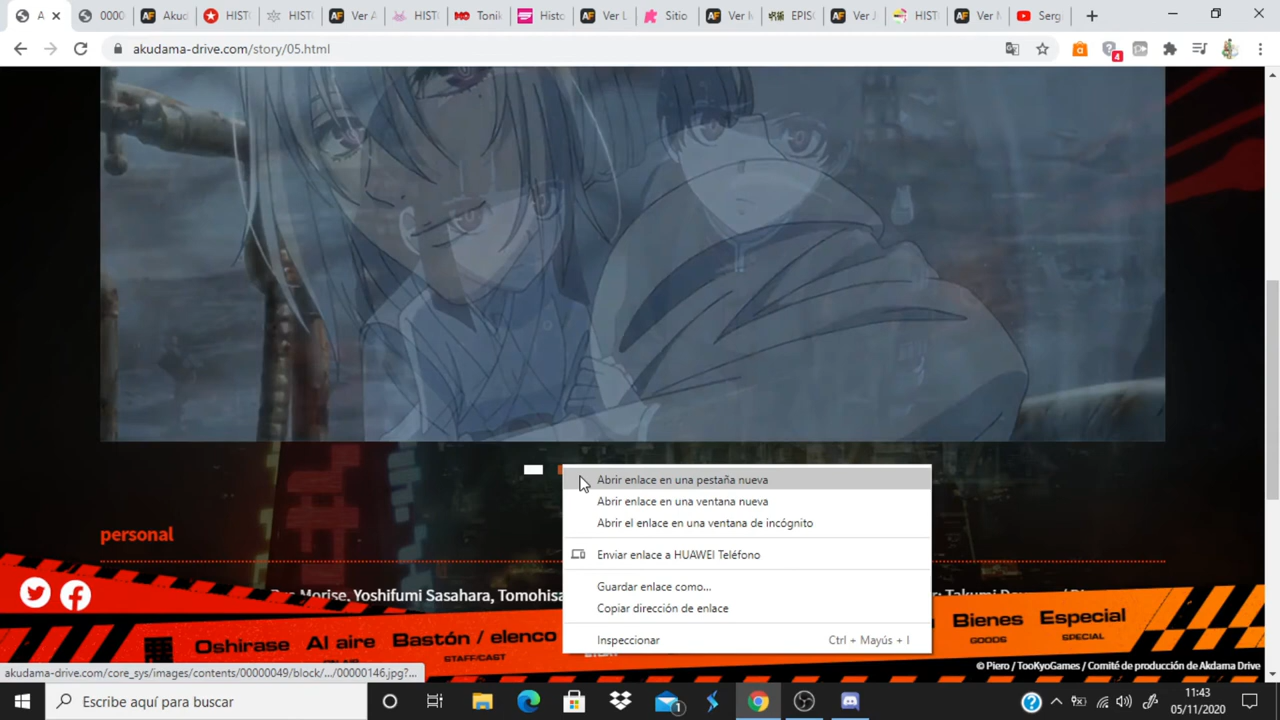 A
0000
Akud
HIST
HIST
Ver A
HIST
Tonik
Histo
Ver L
Sitio
Ver M
EPISO
Ver J
HIST
Ver M
Serg
akudama-drive.com/story/05.html
4
Abrir enlace en una pestaña nueva
Abrir enlace en una ventana nueva
Abrir el enlace en una ventana de incógnito
personal
Enviar enlace a HUAWEI Teléfono
Guardar enlace como...
Morise, Yoshifumi Sasahara, Tomohisa
Copiar dirección de enlace
Inspeccionar Ctrl + Mayús + I
Oshirase
Al aire
Bastón / elenco
STAFF/CAST
Bienes
GOODS
Especial
SPECIAL
© Piero / TooKyoGames / Comité de producción de Akdama Drive
akudama-drive.com/core_sys/images/contents/00000049/block/.../00000146.jpg?...
Escribe aquí para buscar
1
11:43
05/11/2020